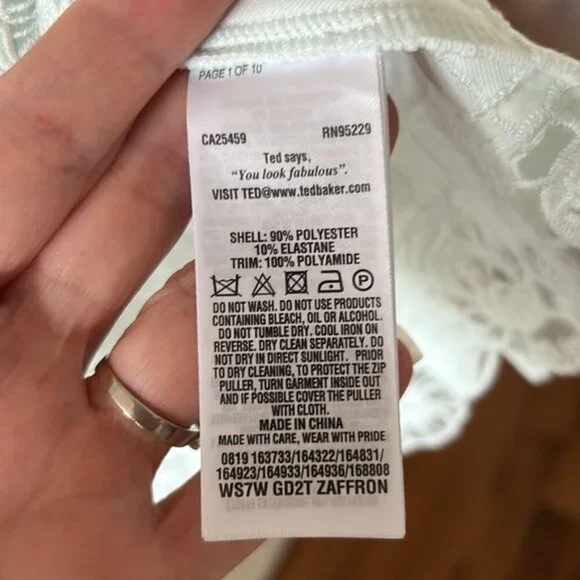 PAGE 1 OF 10
CA25459 RN95229
Ted says,
"You look fabulous".
VISIT TED@www.tedbaker.com
SHELL: 90% POLYESTER
10% ELASTANE
TRIM: 100% POLYAMIDE
P
DO NOT WASH. DO NOT USE PRODUCTS
CONTAINING BLEACH, OIL OR ALCOHOL.
DO NOT TUMBLE DRY. COOL IRON ON
REVERSE. DRY CLEAN SEPARATELY. DO
NOT DRY IN DIRECT SUNLIGHT. PRIOR
TO DRY CLEANING, TO PROTECT THE ZIP
PULLER, TURN GARMENT INSIDE OUT
AND IF POSSIBLE COVER THE PULLER
WITH CLOTH.
MADE IN CHINA
MADE WITH CARE, WEAR WITH PRIDE
0819 163733/164322/164831/
164923/164933/164936/168808
WS7W GD2T ZAFFRON